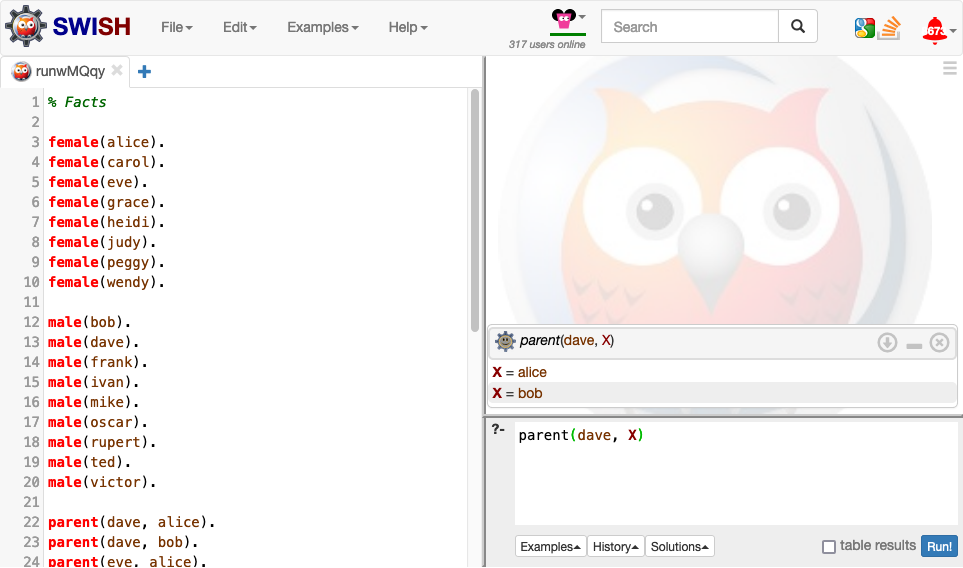 SWISH File Edit Examples Help 317 users online Search 673
runwMQqy
1 % Facts
2
3 female(alice).
4 female(carol).
5 female(eve).
6 female(grace).
7 female(heidi).
8 female(judy).
9 female(peggy).
10 female(wendy).
11
12 male(bob).
13 male(dave).
14 male(frank).
15 male(ivan).
16 male(mike).
17 male(oscar).
18 male(rupert).
19 male(ted).
20 male(victor).
21
22 parent(dave, alice).
23 parent(dave, bob).
24 parent(eve, alice).
parent(dave, X)
X = alice
X = bob
?- parent(dave, X)
Examples History Solutions table results Run!